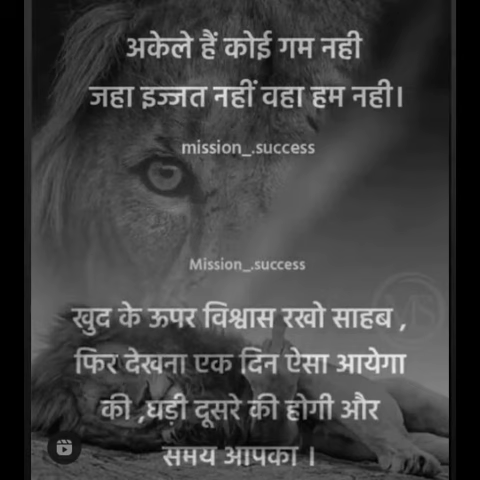 अकेले हैं कोई गम नही
जहा इज्जत नहीं वहा हम नही।
mission_.success
Mission_.success
खुद के ऊपर विश्वास रखो साहब ,
फिर देखना एक दिन ऐसा आयेगा
की ,घड़ी दूसरे की होगी और
समय आपका ।